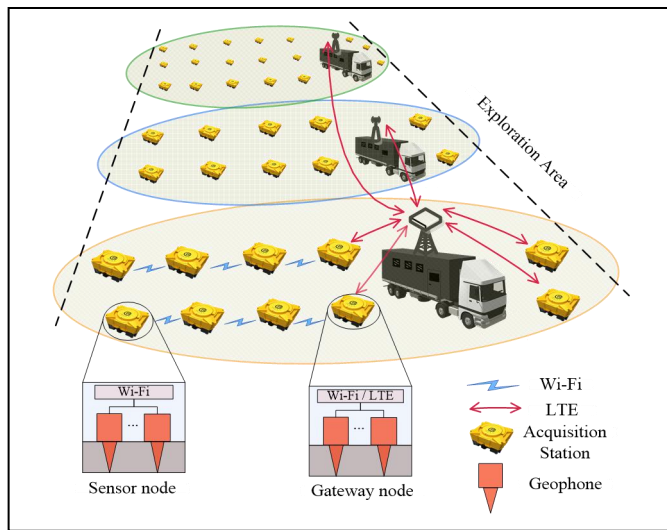 Exploration Area
Wi-Fi
...
Sensor node
Wi-Fi / LTE
...
Gateway node
Wi-Fi
LTE
Acquisition
Station
Geophone